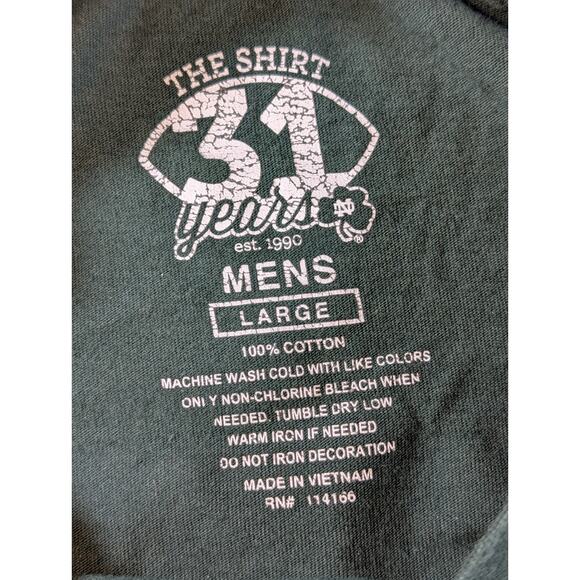 THE SHIRT
31
years
ND
®
est. 1990
MENS
LARGE
100% COTTON
MACHINE WASH COLD WITH LIKE COLORS
ONLY NON-CHLORINE BLEACH WHEN
NEEDED. TUMBLE DRY LOW
WARM IRON IF NEEDED
DO NOT IRON DECORATION
MADE IN VIETNAM
RN# 114166